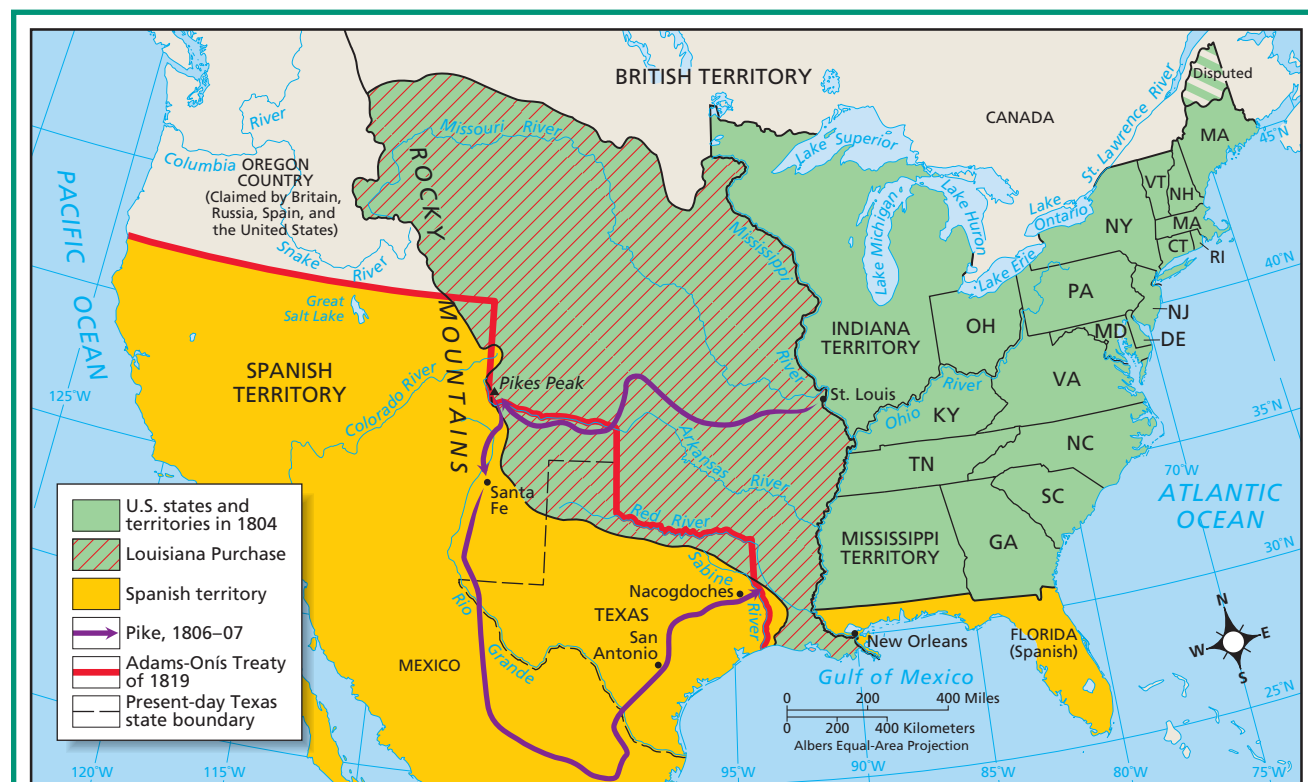 BRITISH TERRITORY
CANADA
Disputed
St. Lawrence River
MA
45°N
River
Columbia
OREGON
COUNTRY
(Claimed by Britain,
Russia, Spain, and
the United States)
Missouri River
ROCKY
MOUNTAINS
Lake Superior
Lake Michigan
Lake Huron
Lake
Ontario
Lake Erie
VT
NH
NY
MA
CT
RI
40°N
PACIFIC
OCEAN
Snake
River
Great
Salt Lake
Mississippi
River
PA
NJ
OH
MD
DE
INDIANA
TERRITORY
SPANISH
TERRITORY
Colorado River
Pikes Peak
St. Louis
125°W
Ohio
River
VA
KY
35°N
NC
TN
Arkansas
River
70°W
Santa
Fe
SC
ATLANTIC
OCEAN
Red River
MISSISSIPPI
TERRITORY
GA
30°N
Sabine
River
Nacogdoches
TEXAS
San
Antonio
Rio
Grande
MEXICO
New Orleans
FLORIDA
(Spanish)
Gulf of Mexico
N
E
W
S
25°N
0 200 400 Miles
0 200 400 Kilometers
Albers Equal-Area Projection
U.S. states and
territories in 1804
Louisiana Purchase
Spanish territory
Pike, 1806–07
Adams-Onís Treaty
of 1819
Present-day Texas
state boundary
120°W
115°W
95°W
90°W
85°W
80°W
75°W